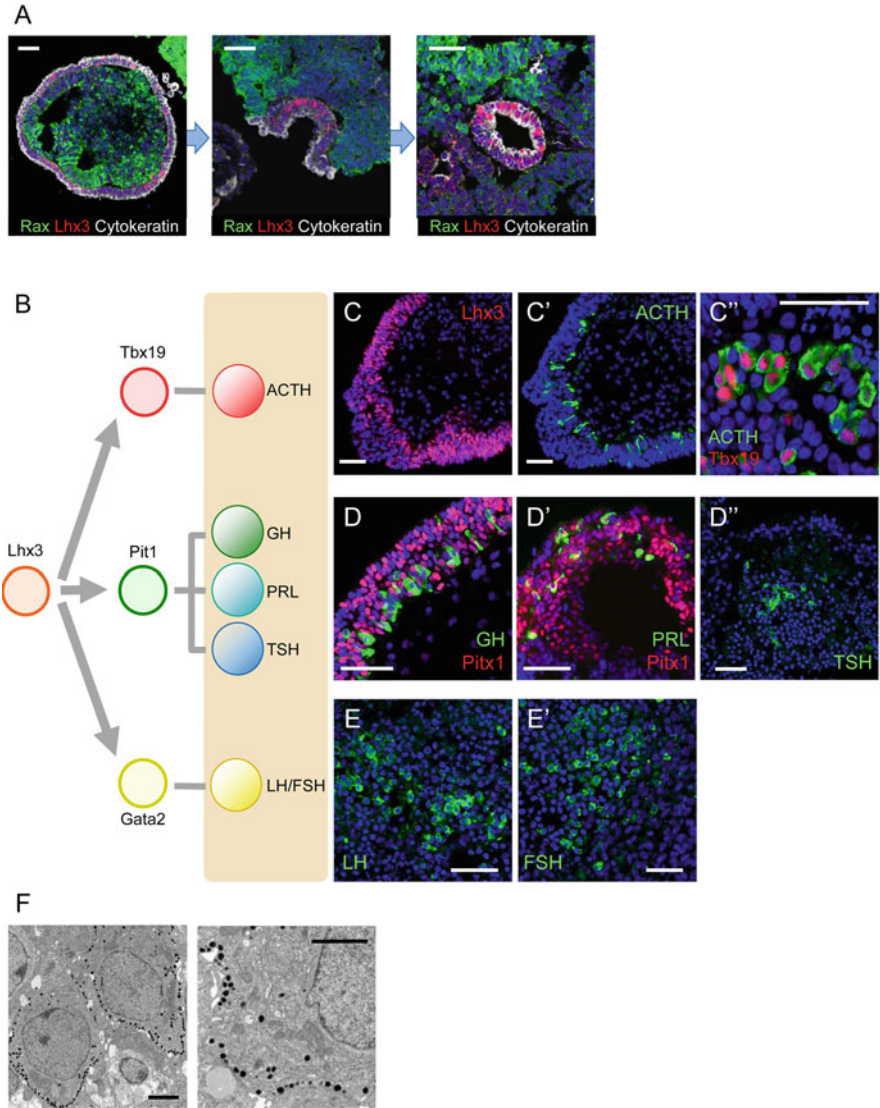 A
Rax Lhx3 Cytokeratin
Rax Lhx3 Cytokeratin
Rax Lhx3 Cytokeratin
B
Tbx19
ACTH
Lhx3
Pit1
GH
PRL
TSH
Gata2
LH/FSH
C
Lhx3
C'
ACTH
C''
ACTH
Tbx19
D
GH
Pitx1
D'
PRL
Pitx1
D''
TSH
E
LH
E'
FSH
F